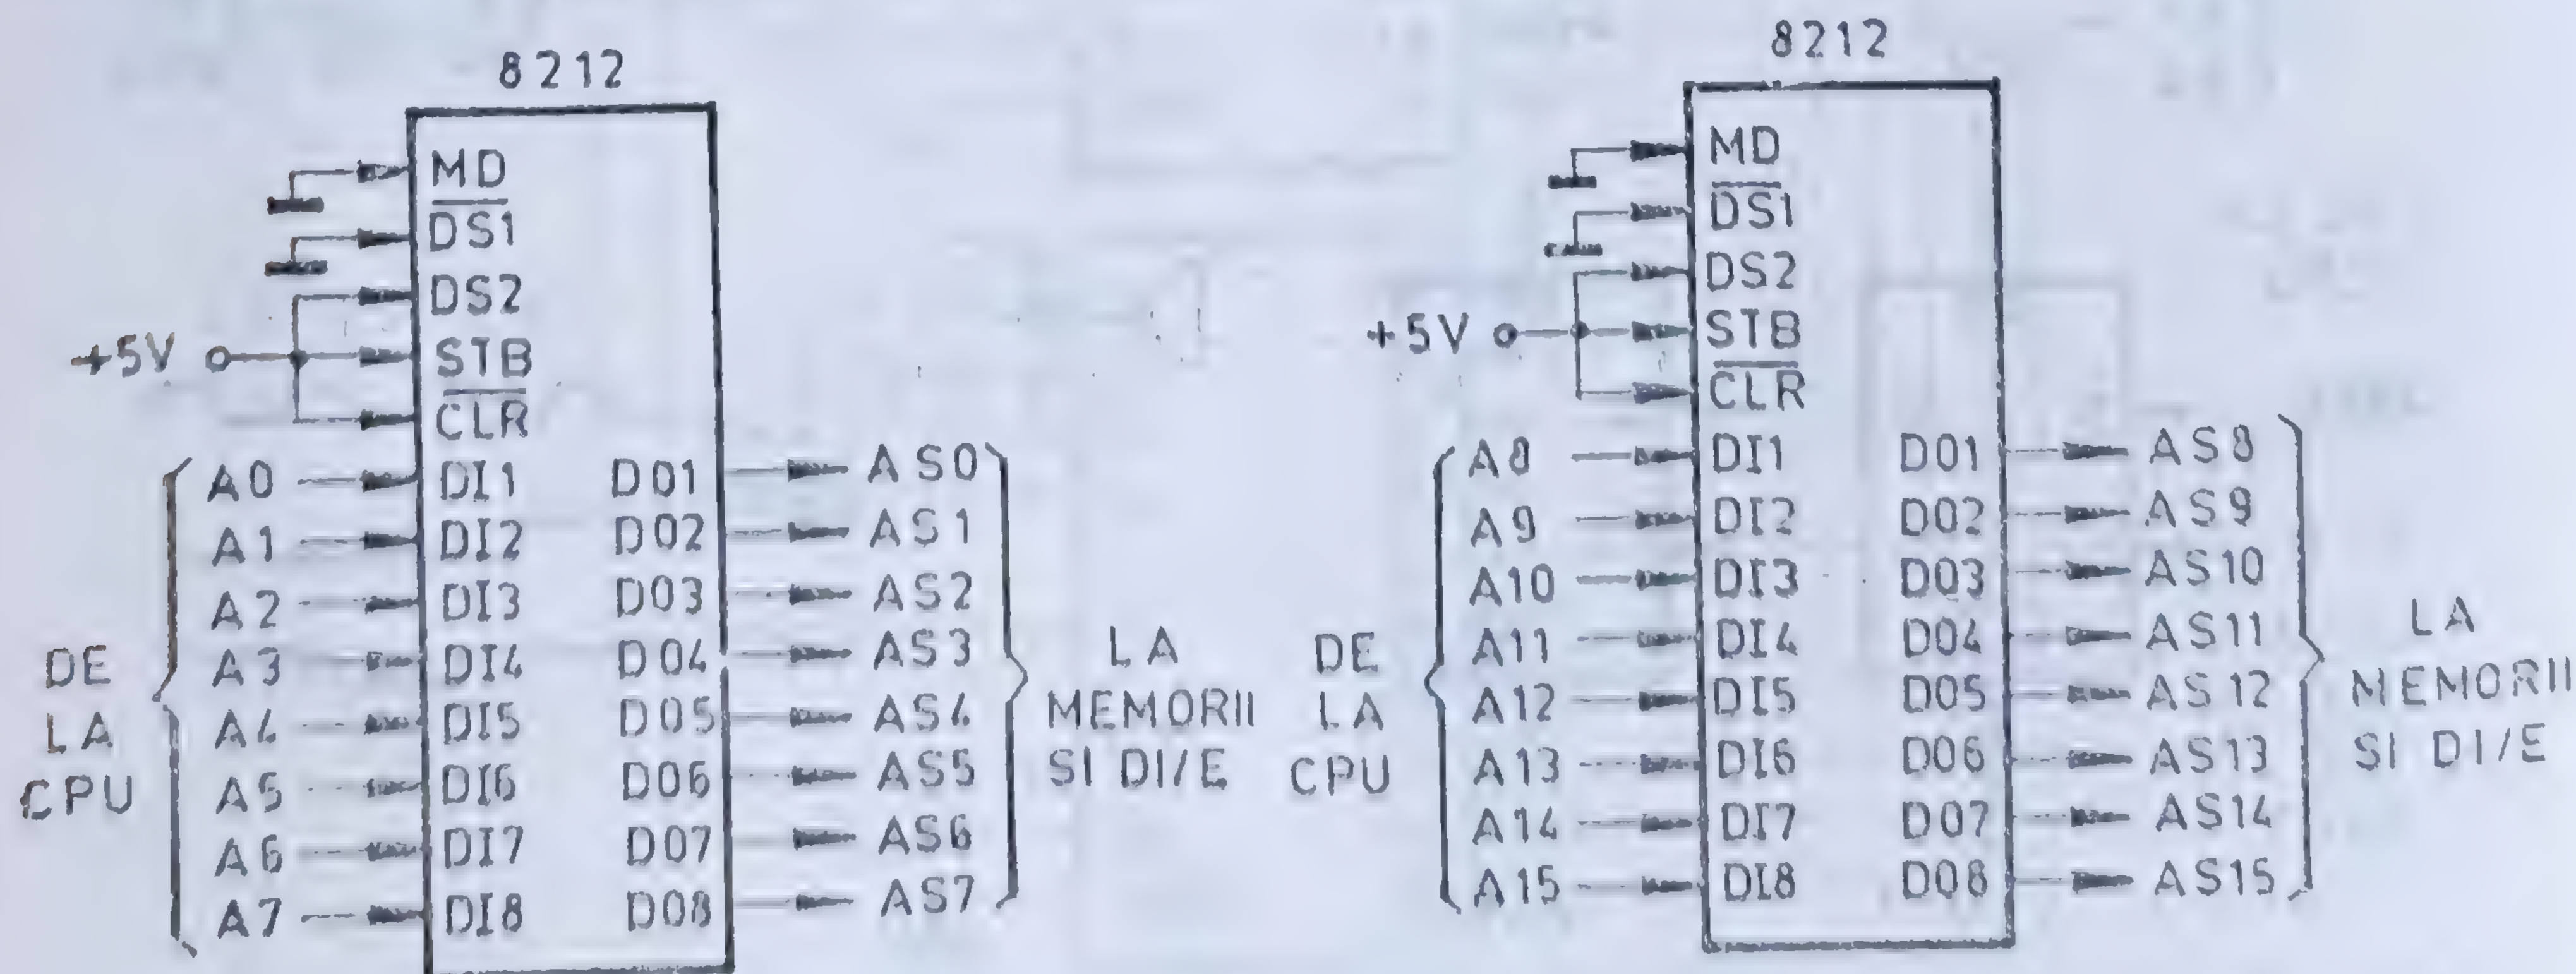 8212
MD
D̅S̅1̅
DS2
+5V
STB
C̅L̅R̅
A0 DI1 D01 AS0
A1 DI2 D02 AS1
A2 DI3 D03 AS2
A3 DI4 D04 AS3
A4 DI5 D05 AS4
A5 DI6 D06 AS5
A6 DI7 D07 AS6
A7 DI8 D08 AS7
DE
LA
CPU
LA
MEMORII
SI DI/E
8212
MD
D̅S̅1̅
DS2
+5V
STB
C̅L̅R̅
A8 DI1 D01 AS8
A9 DI2 D02 AS9
A10 DI3 D03 AS10
A11 DI4 D04 AS11
A12 DI5 D05 AS12
A13 DI6 D06 AS13
A14 DI7 D07 AS14
A15 DI8 D08 AS15
DE
LA
CPU
LA
MEMORII
SI DI/E